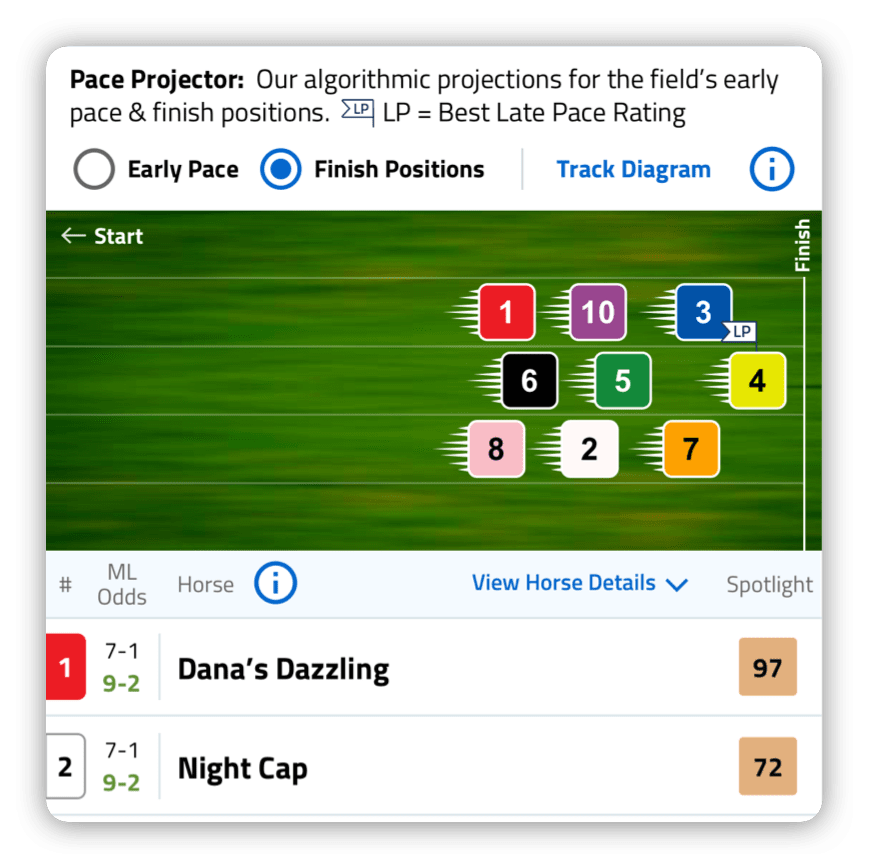 Pace Projector: Our algorithmic projections for the field's early
pace & finish positions. LP LP = Best Late Pace Rating
Early Pace Finish Positions Track Diagram i
← Start
Finish
1 10 3
LP
6 5 4
8 2 7
# ML Odds Horse i View Horse Details Spotlight
1 7-1 Dana's Dazzling 97
9-2
2 7-1 Night Cap 72
9-2